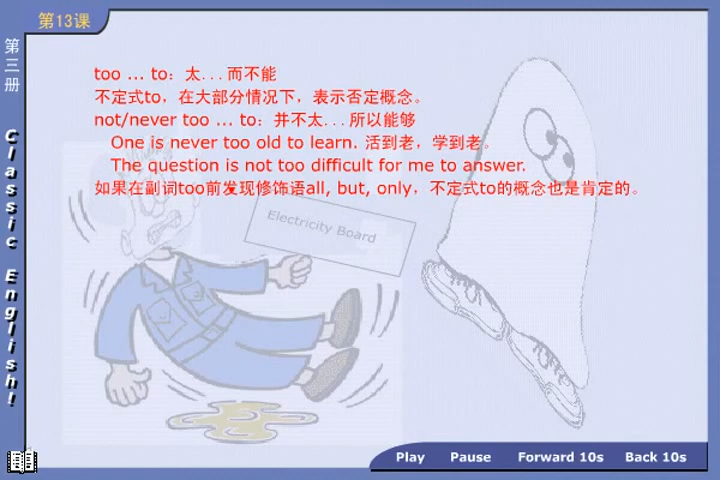 第13课
第三册
Classic English!
too ... to：太...而不能
不定式to，在大部分情况下，表示否定概念。
not/never too ... to：并不太...所以能够
One is never too old to learn. 活到老，学到老。
The question is not too difficult for me to answer.
如果在副词too前发现修饰语all, but, only，不定式to的概念也是肯定的。
Electricity Board
Play Pause Forward 10s Back 10s